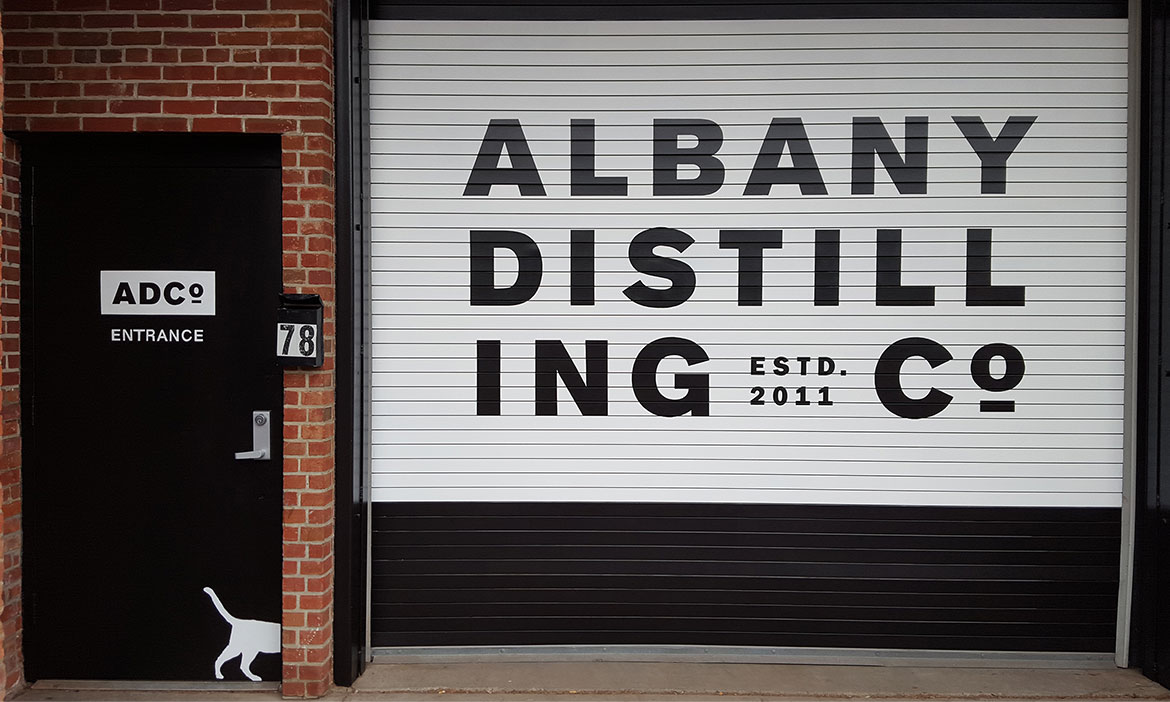 ADCº
ENTRANCE
78
ALBANY
DISTILL
ING ESTD. 2011 Cº